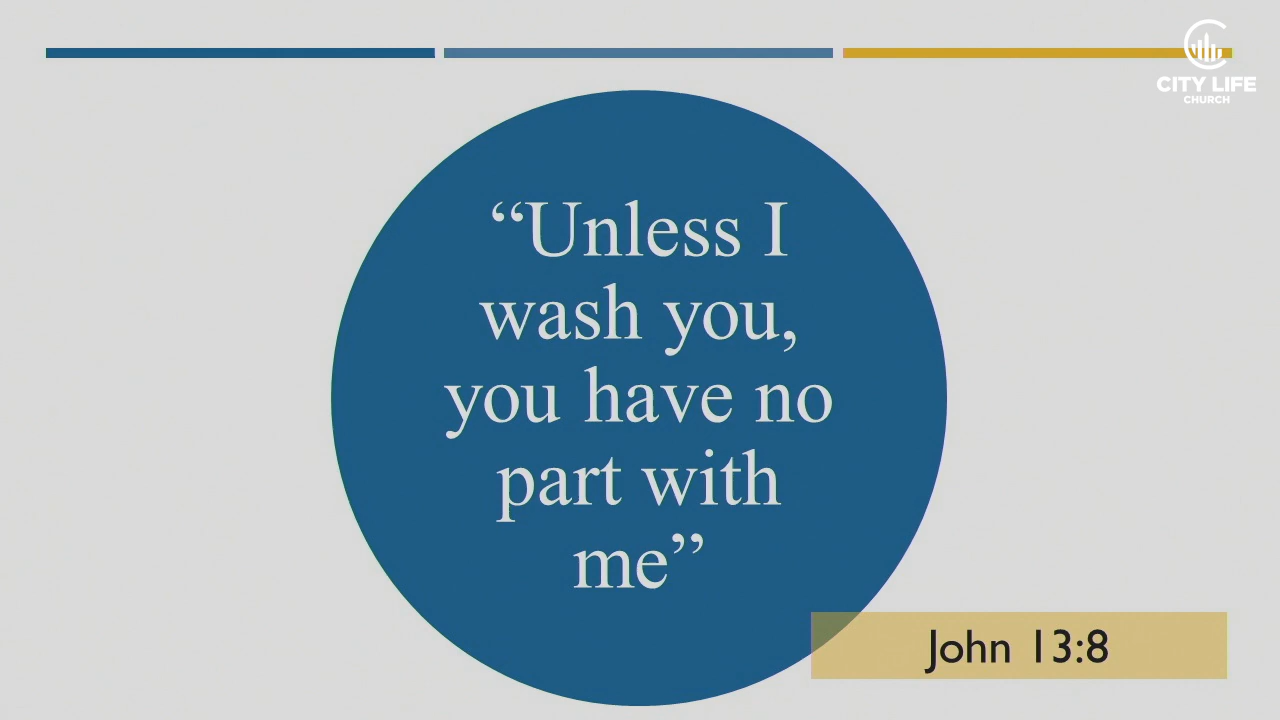 CITY LIFE
CHURCH
“Unless I
wash you,
you have no
part with
me”
John 13:8